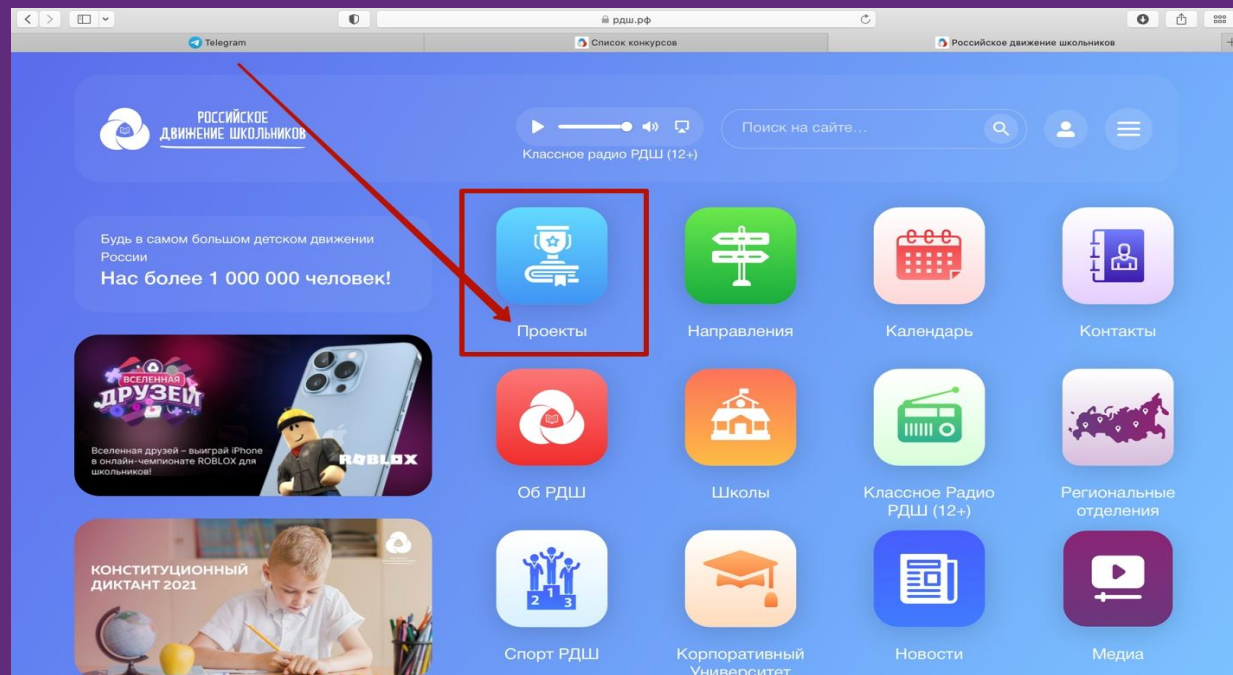 рдш.рф
Telegram
Список конкурсов
Российское движение школьников
РОССИЙСКОЕ
ДВИЖЕНИЕ ШКОЛЬНИКОВ
Классное радио РДШ (12+)
Поиск на сайте...
Будь в самом большом детском движении
России
Нас более 1 000 000 человек!
Проекты
Направления
Календарь
Контакты
ВСЕЛЕННАЯ
ДРУЗЕЙ
Вселенная друзей – выиграй iPhone
в онлайн-чемпионате ROBLOX для
школьников!
ROBLOX
Об РДШ
Школы
Классное Радио
РДШ (12+)
Региональные
отделения
КОНСТИТУЦИОННЫЙ
ДИКТАНТ 2021
2 1 3
Спорт РДШ
Корпоративный
Университет
Новости
Медиа